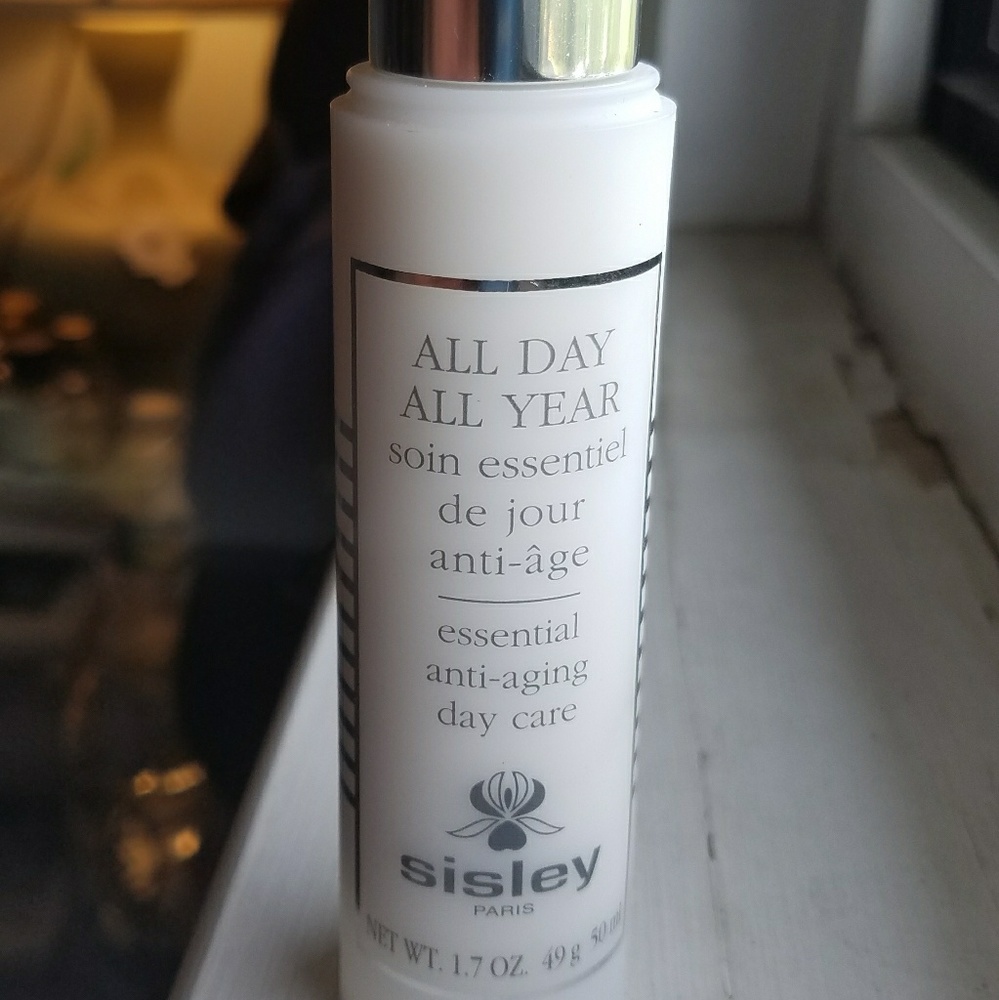 ALL DAY
ALL YEAR
soin essentiel
de jour
anti-âge
essential
anti-aging
day care
sisley
PARIS
NET WT. 1.7 OZ. 49 g 50 ml